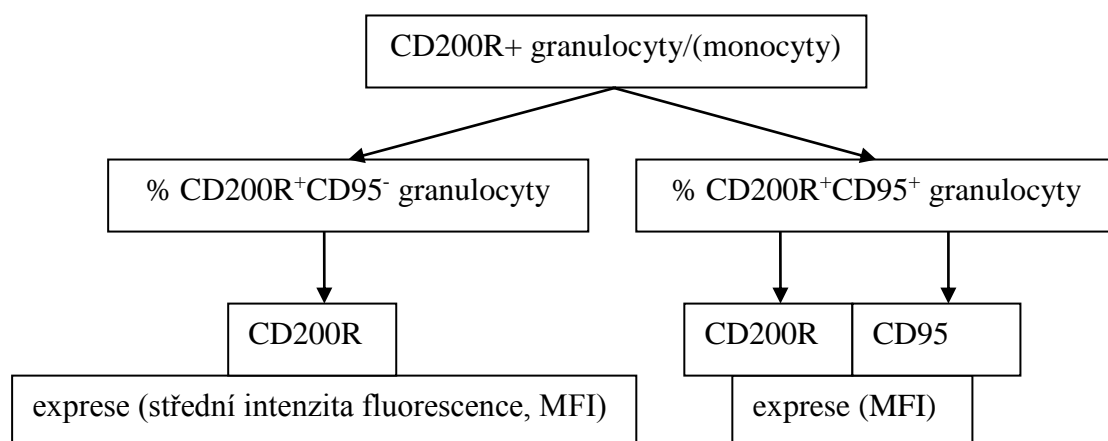 CD200R+ granulocyty/(monocyty)
% CD200R⁺CD95⁻ granulocyty
% CD200R⁺CD95⁺ granulocyty
CD200R
CD200R
CD95
exprese (střední intenzita fluorescence, MFI)
exprese (MFI)